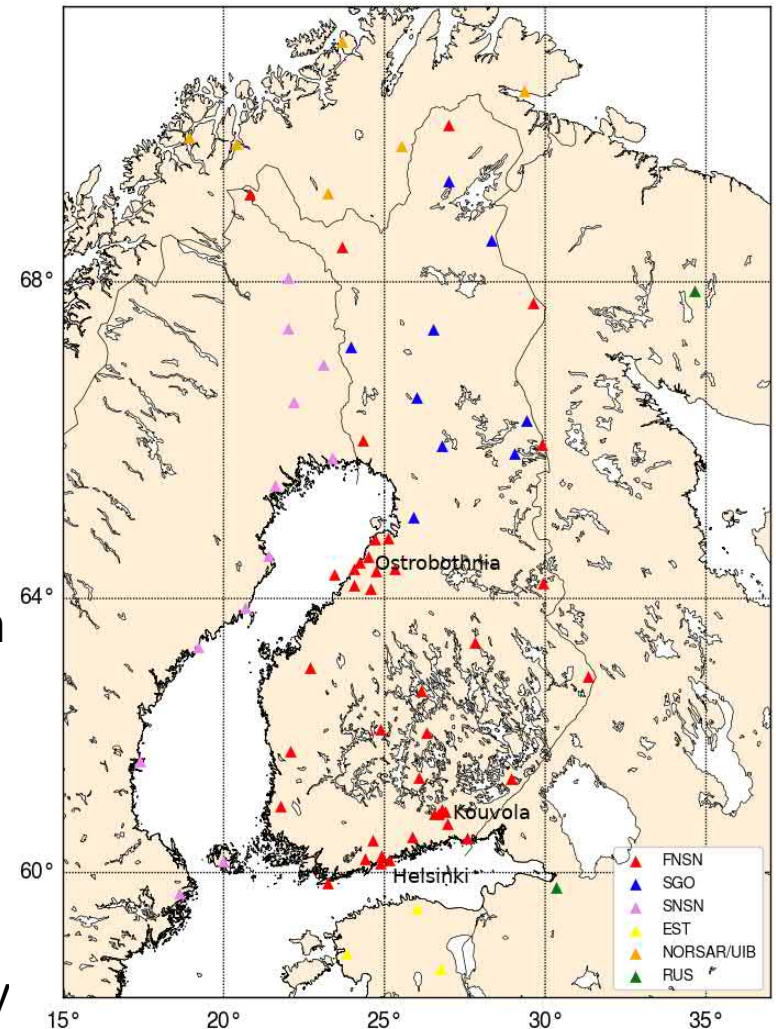 68°
Ostrobothnia
64°
n
Kouvola
60°
Helsinki
FNSN
SGO
SNSN
EST
NORSAR/UIB
RUS
y
15°
20°
25°
30°
35°